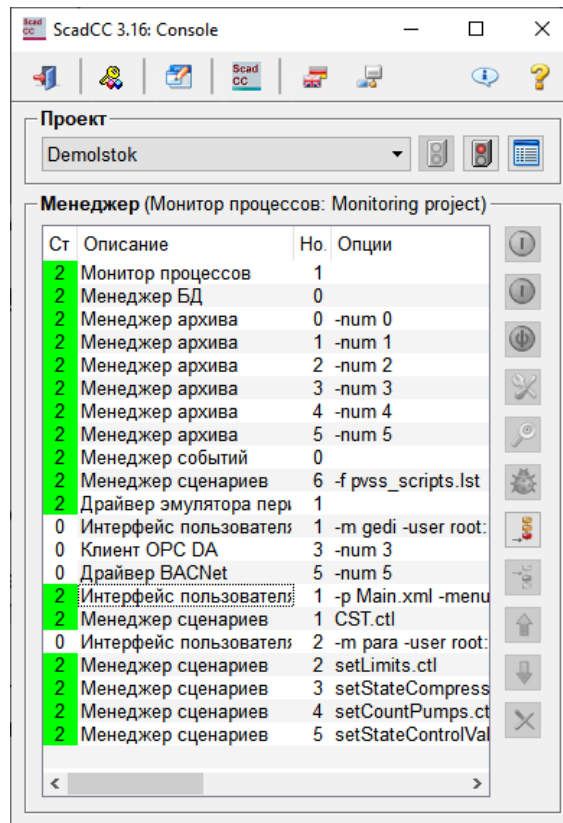 Scad CC ScadCC 3.16: Console
Scad CC
Проект
DemoIstok
Менеджер (Монитор процессов: Monitoring project)
Ст Описание Но. Опции
2 Монитор процессов 1
2 Менеджер БД 0
2 Менеджер архива 0 -num 0
2 Менеджер архива 1 -num 1
2 Менеджер архива 2 -num 2
2 Менеджер архива 3 -num 3
2 Менеджер архива 4 -num 4
2 Менеджер архива 5 -num 5
2 Менеджер событий 0
2 Менеджер сценариев 6 -f pvss_scripts.lst
2 Драйвер эмулятора пери 1
0 Интерфейс пользователя 1 -m gedi -user root:
0 Клиент OPC DA 3 -num 3
0 Драйвер BACNet 5 -num 5
2 Интерфейс пользователя 1 -p Main.xml -menu
2 Менеджер сценариев 1 CST.ctl
0 Интерфейс пользователя 2 -m para -user root:
2 Менеджер сценариев 2 setLimits.ctl
2 Менеджер сценариев 3 setStateCompress
2 Менеджер сценариев 4 setCountPumps.ct
2 Менеджер сценариев 5 setStateControlVal